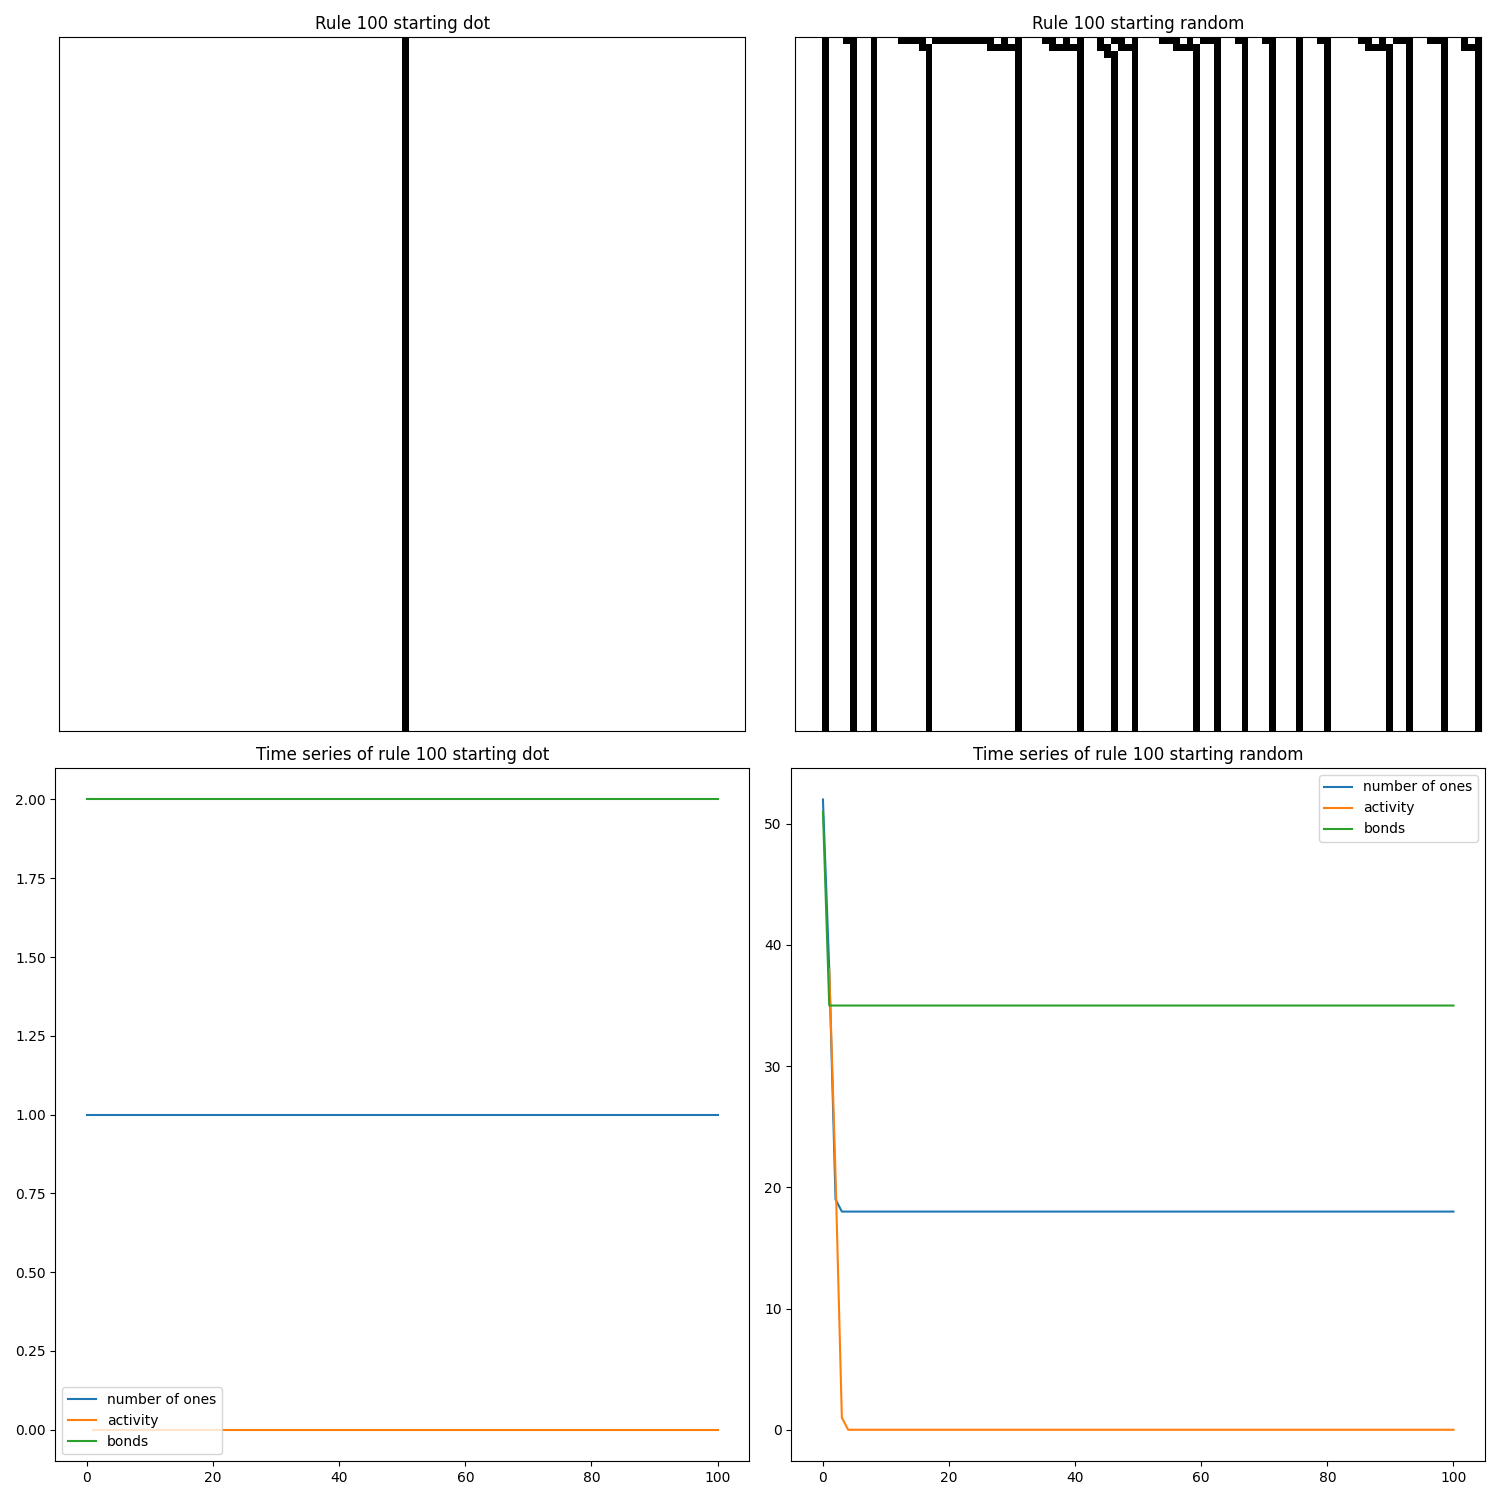 Rule 100 starting dot
Rule 100 starting random
Time series of rule 100 starting dot
2.00
1.75
1.50
1.25
1.00
0.75
0.50
0.25
0.00
number of ones
activity
bonds
0 20 40 60 80 100
Time series of rule 100 starting random
number of ones
activity
bonds
50
40
30
20
10
0
0 20 40 60 80 100